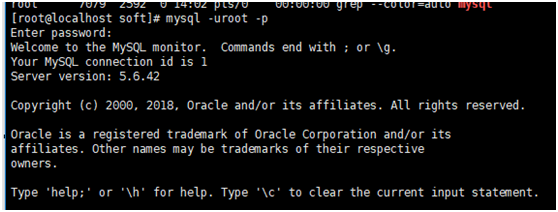 root 7079 2592 0 14:02 pts/0 00:00:00 grep --color=auto mysql
[root@localhost soft]# mysql -uroot -p
Enter password:
Welcome to the MySQL monitor. Commands end with ; or \g.
Your MySQL connection id is 1
Server version: 5.6.42
Copyright (c) 2000, 2018, Oracle and/or its affiliates. All rights reserved.
Oracle is a registered trademark of Oracle Corporation and/or its
affiliates. Other names may be trademarks of their respective
owners.
Type 'help;' or '\h' for help. Type '\c' to clear the current input statement.